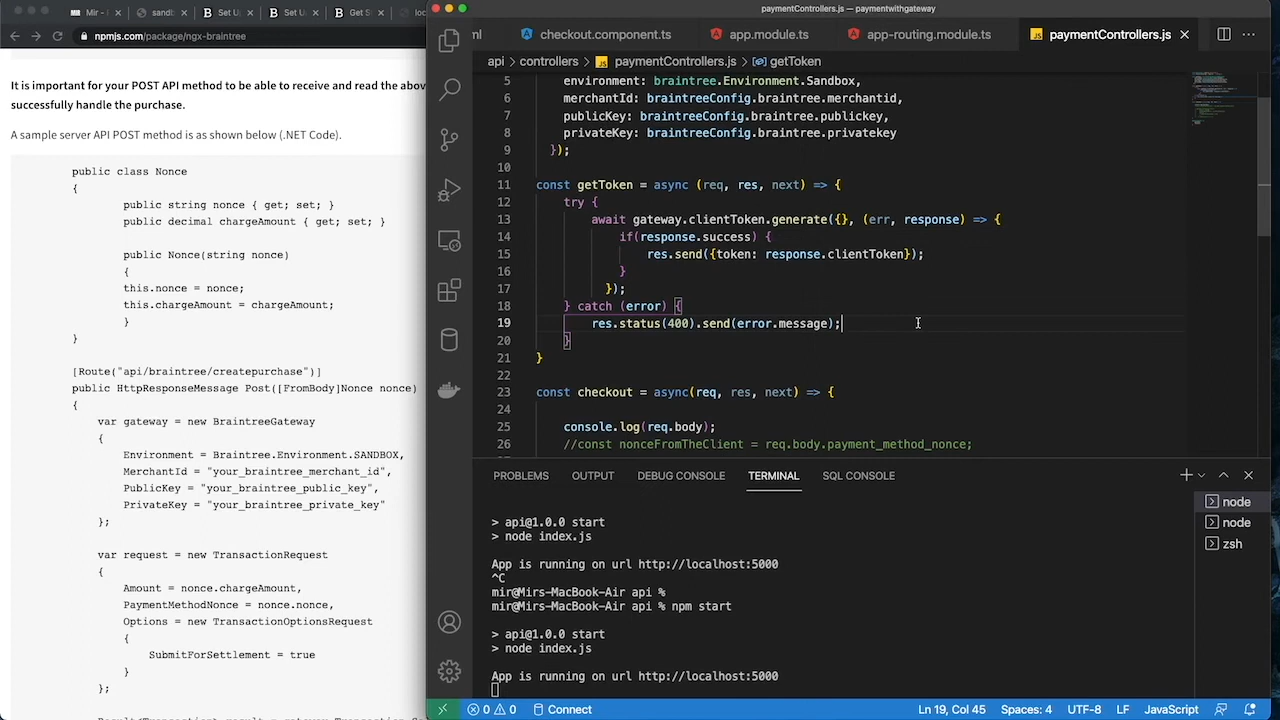 Mir - I
sandb
Set U
Set U
Get S
loc
npmjs.com/package/ngx-braintree
It is important for your POST API method to be able to receive and read the abov
successfully handle the purchase.
A sample server API POST method is as shown below (.NET Code).
public class Nonce
{
public string nonce { get; set; }
public decimal chargeAmount { get; set; }
public Nonce(string nonce)
{
this.nonce = nonce;
this.chargeAmount = chargeAmount;
}
}
[Route("api/braintree/createpurchase")]
public HttpResponseMessage Post([FromBody]Nonce nonce)
{
var gateway = new BraintreeGateway
{
Environment = Braintree.Environment.SANDBOX,
MerchantId = "your_braintree_merchant_id",
PublicKey = "your_braintree_public_key",
PrivateKey = "your_braintree_private_key"
};
var request = new TransactionRequest
{
Amount = nonce.chargeAmount,
PaymentMethodNonce = nonce.nonce,
Options = new TransactionOptionsRequest
{
SubmitForSettlement = true
}
};
paymentControllers.js — paymentwithgateway
ml
checkout.component.ts
app.module.ts
app-routing.module.ts
JS paymentControllers.js
api > controllers > JS paymentControllers.js > getToken
5 environment: braintree.Environment.Sandbox,
6 merchantId: braintreeConfig.braintree.merchantid,
7 publicKey: braintreeConfig.braintree.publickey,
8 privateKey: braintreeConfig.braintree.privatekey
9 });
10
11 const getToken = async (req, res, next) => {
12 try {
13 await gateway.clientToken.generate({}, (err, response) => {
14 if(response.success) {
15 res.send({token: response.clientToken});
16 }
17 });
18 } catch (error) {
19 res.status(400).send(error.message);
20 }
21 }
22
23 const checkout = async(req, res, next) => {
24
25 console.log(req.body);
26 //const nonceFromTheClient = req.body.payment_method_nonce;
PROBLEMS OUTPUT DEBUG CONSOLE TERMINAL SQL CONSOLE
> api@1.0.0 start
> node index.js
App is running on url http://localhost:5000
^C
mir@Mirs-MacBook-Air api %
mir@Mirs-MacBook-Air api % npm start
> api@1.0.0 start
> node index.js
App is running on url http://localhost:5000
node
node
zsh
0 0 Connect
Ln 19, Col 45 Spaces: 4 UTF-8 LF JavaScript